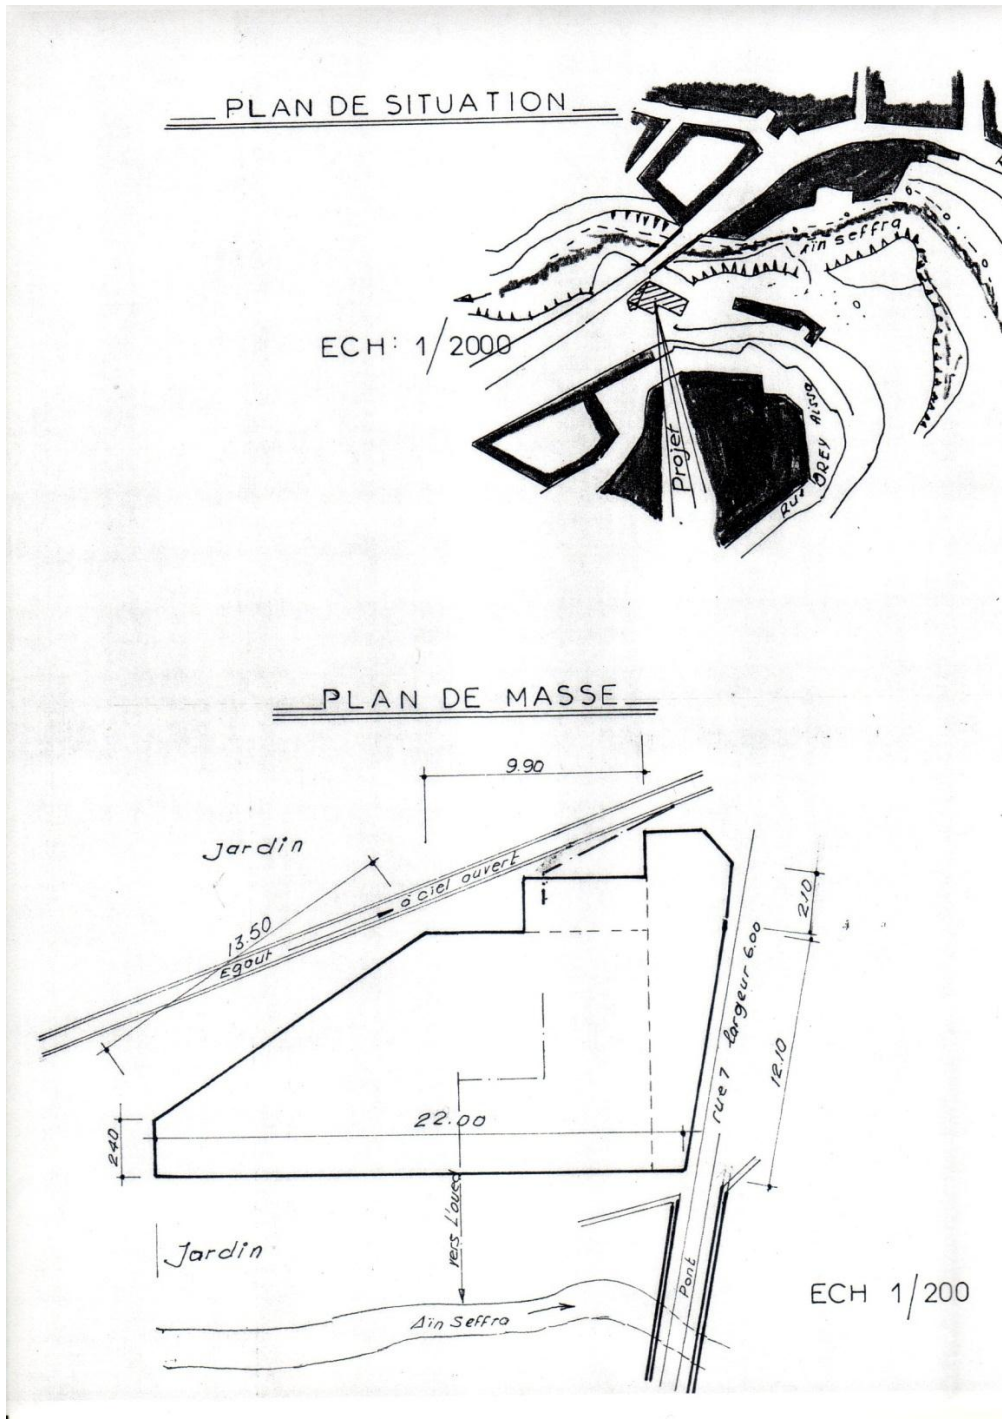 PLAN DE SITUATION
Aïn Seffra
ECH: 1/2000
Projet
Rue OREY Aissa
PLAN DE MASSE
9.90
Jardin
Egout à ciel ouvert
13.50
2.10
rue 7 largeur 6.00
12.10
22.00
240
vers L'oued
Jardin
Pont
ECH 1/200
Aïn Seffra